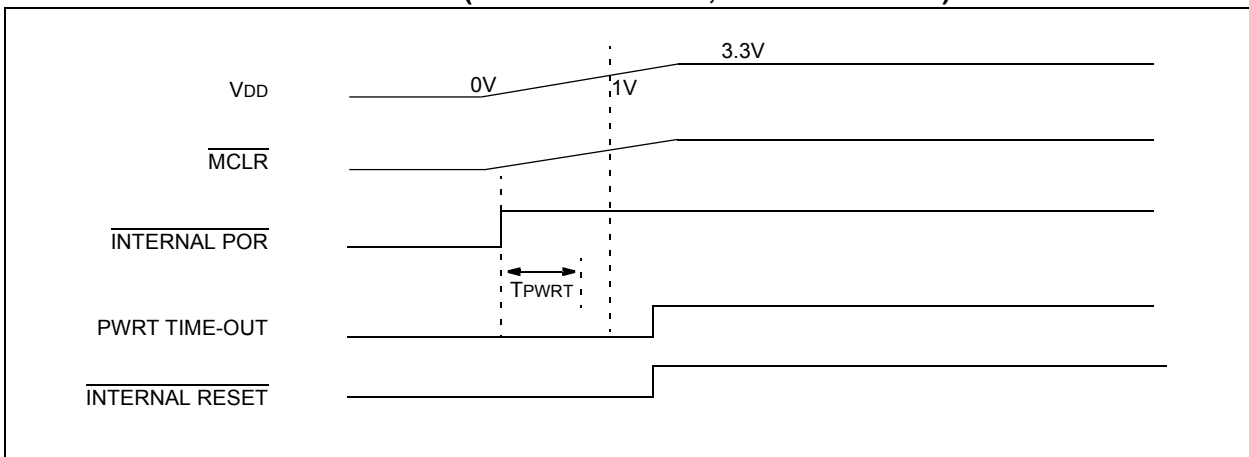 3.3V
VDD
0V
1V
MCLR
INTERNAL POR
TPWRT
PWRT TIME-OUT
INTERNAL RESET